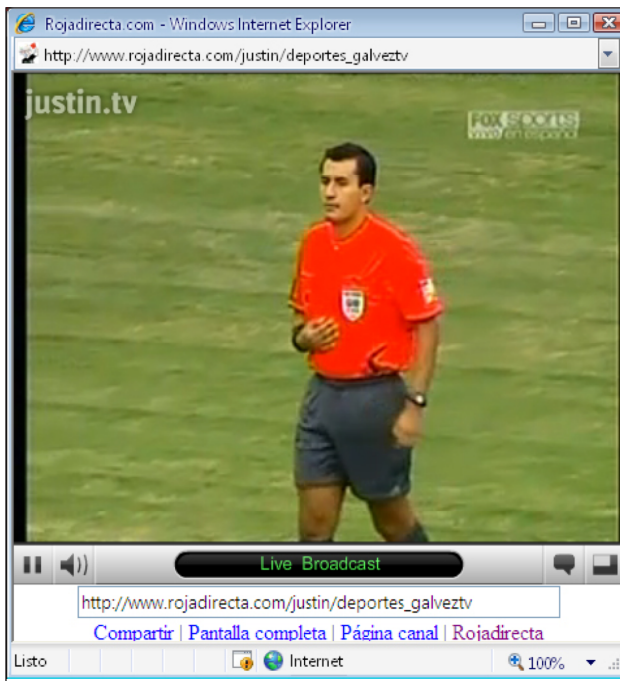 Rojadirecta.com - Windows Internet Explorer
http://www.rojadirecta.com/justin/deportes_galveztv
justin.tv
FOX SPORTS
vivo en español
Live Broadcast
http://www.rojadirecta.com/justin/deportes_galveztv
Compartir | Pantalla completa | Página canal | Rojadirecta
Listo
Internet
100%